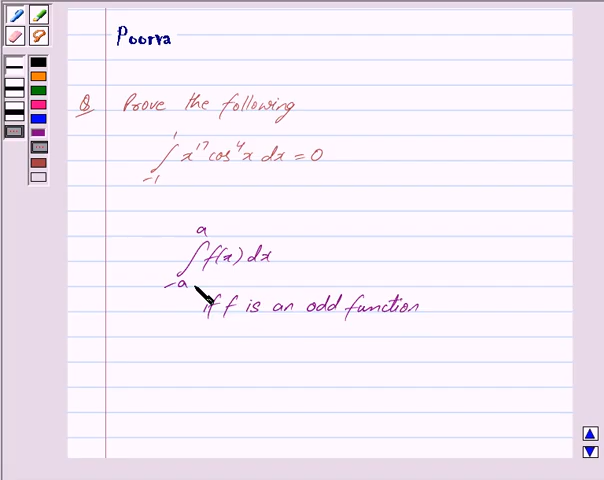 Poorva
Q Prove the following
∫₋₁¹ x¹⁷ cos⁴x dx = 0
∫₋ₐᵃ f(x) dx
if f is an odd function